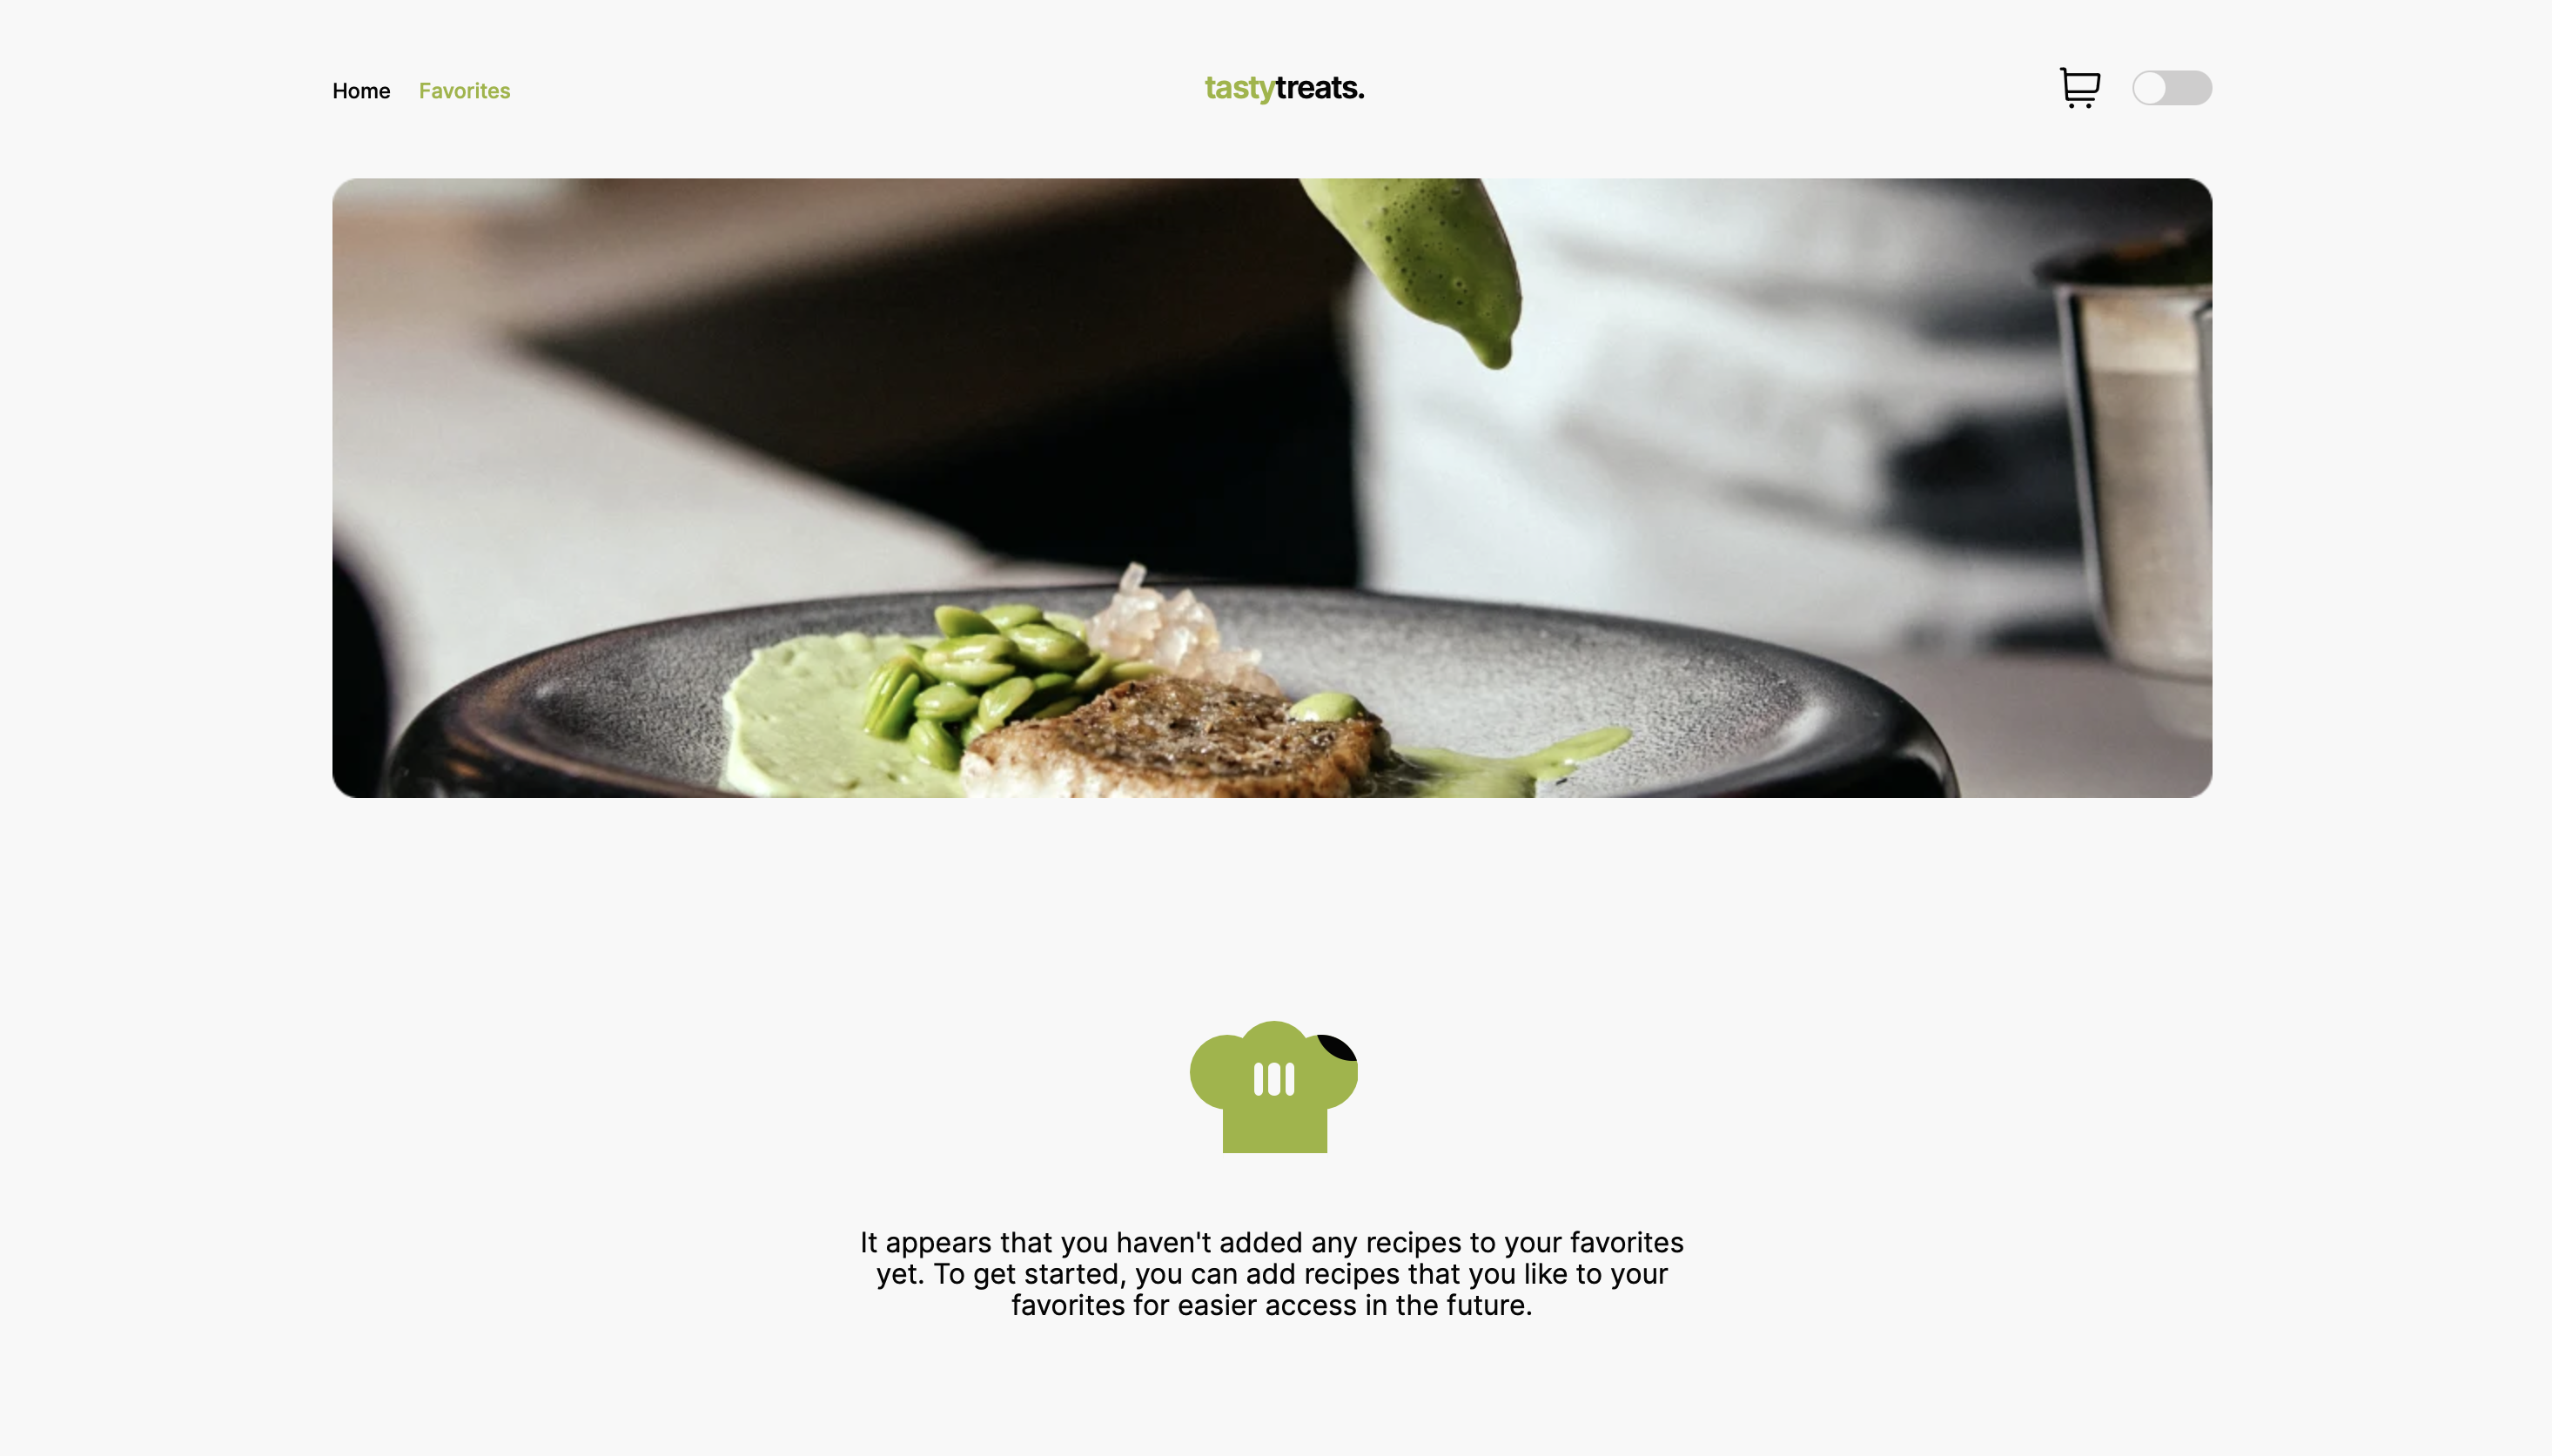 Home Favorites tastytreats.
It appears that you haven't added any recipes to your favorites
yet. To get started, you can add recipes that you like to your
favorites for easier access in the future.